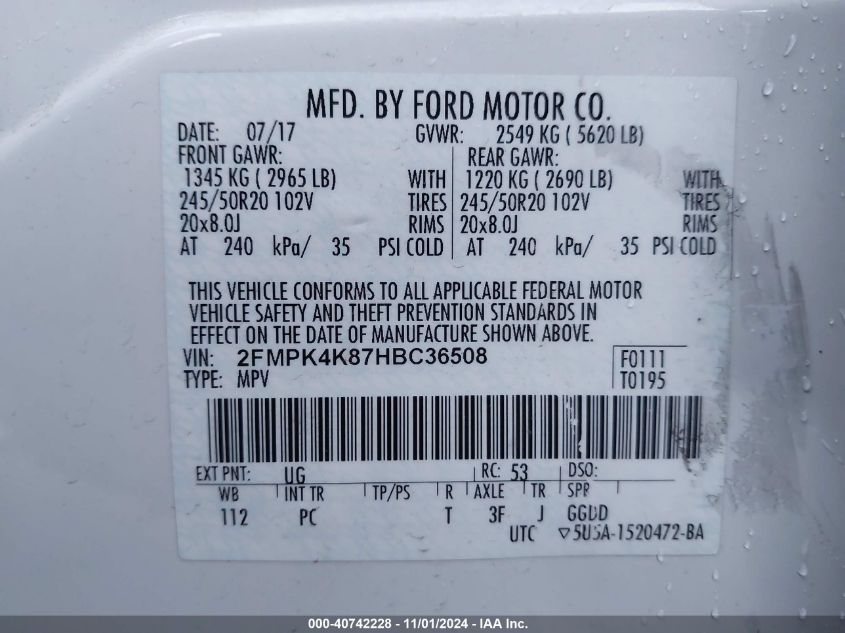 MFD. BY FORD MOTOR CO.
DATE: 07/17 GVWR: 2549 KG ( 5620 LB)
FRONT GAWR: REAR GAWR:
1345 KG ( 2965 LB) WITH 1220 KG ( 2690 LB) WITH
245/50R20 102V TIRES 245/50R20 102V TIRES
20x8.0J RIMS 20x8.0J RIMS
AT 240 kPa/ 35 PSI COLD AT 240 kPa/ 35 PSI COLD
THIS VEHICLE CONFORMS TO ALL APPLICABLE FEDERAL MOTOR
VEHICLE SAFETY AND THEFT PREVENTION STANDARDS IN
EFFECT ON THE DATE OF MANUFACTURE SHOWN ABOVE.
VIN: 2FMPK4K87HBC36508 F0111
TYPE: MPV T0195
EXT PNT: UG RC: 53 DSO:
WB INT TR TP/PS R AXLE TR SPR
112 PC T 3F J GGDD
UTC ▽5U5A-1520472-BA
000-40742228 - 11/01/2024 - IAA Inc.